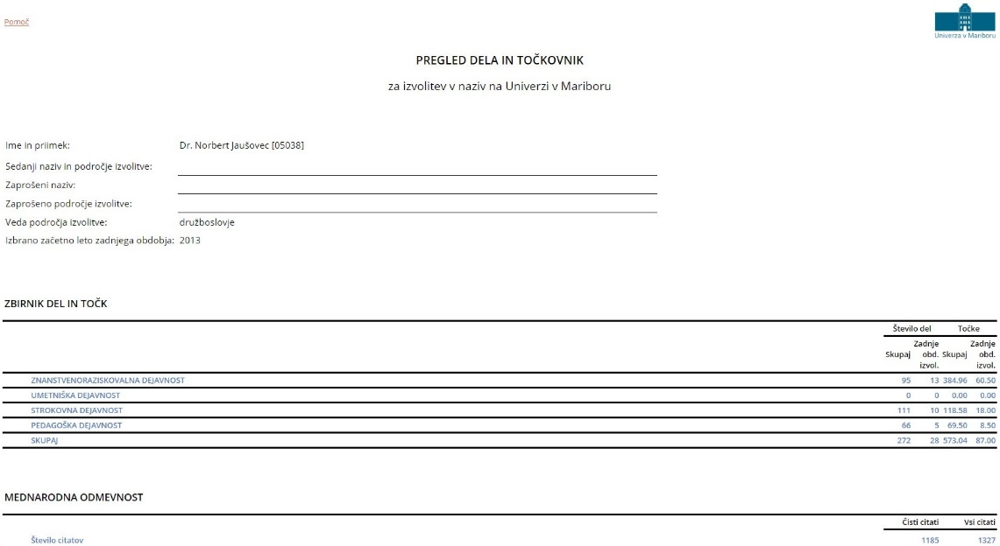 Pomoč
Univerza v Mariboru
PREGLED DELA IN TOČKOVNIK
za izvolitev v naziv na Univerzi v Mariboru
Ime in priimek: Dr. Norbert Jaušovec [05038]
Sedanji naziv in področje izvolitve:
Zaprošeni naziv:
Zaprošeno področje izvolitve:
Veda področja izvolitve: družboslovje
Izbrano začetno leto zadnjega obdobja: 2013
ZBIRNIK DEL IN TOČK
Število del Točke
Zadnje Zadnje
Skupaj obd. Skupaj obd.
izvol. izvol.
ZNANSTVENORAZISKOVALNA DEJAVNOST 95 13 384.96 60.50
UMETNIŠKA DEJAVNOST 0 0 0.00 0.00
STROKOVNA DEJAVNOST 111 10 118.58 18.00
PEDAGOŠKA DEJAVNOST 66 5 69.50 8.50
SKUPAJ 272 28 573.04 87.00
MEDNARODNA ODMEVNOST
Čisti citati Vsi citati
Število citatov 1185 1327